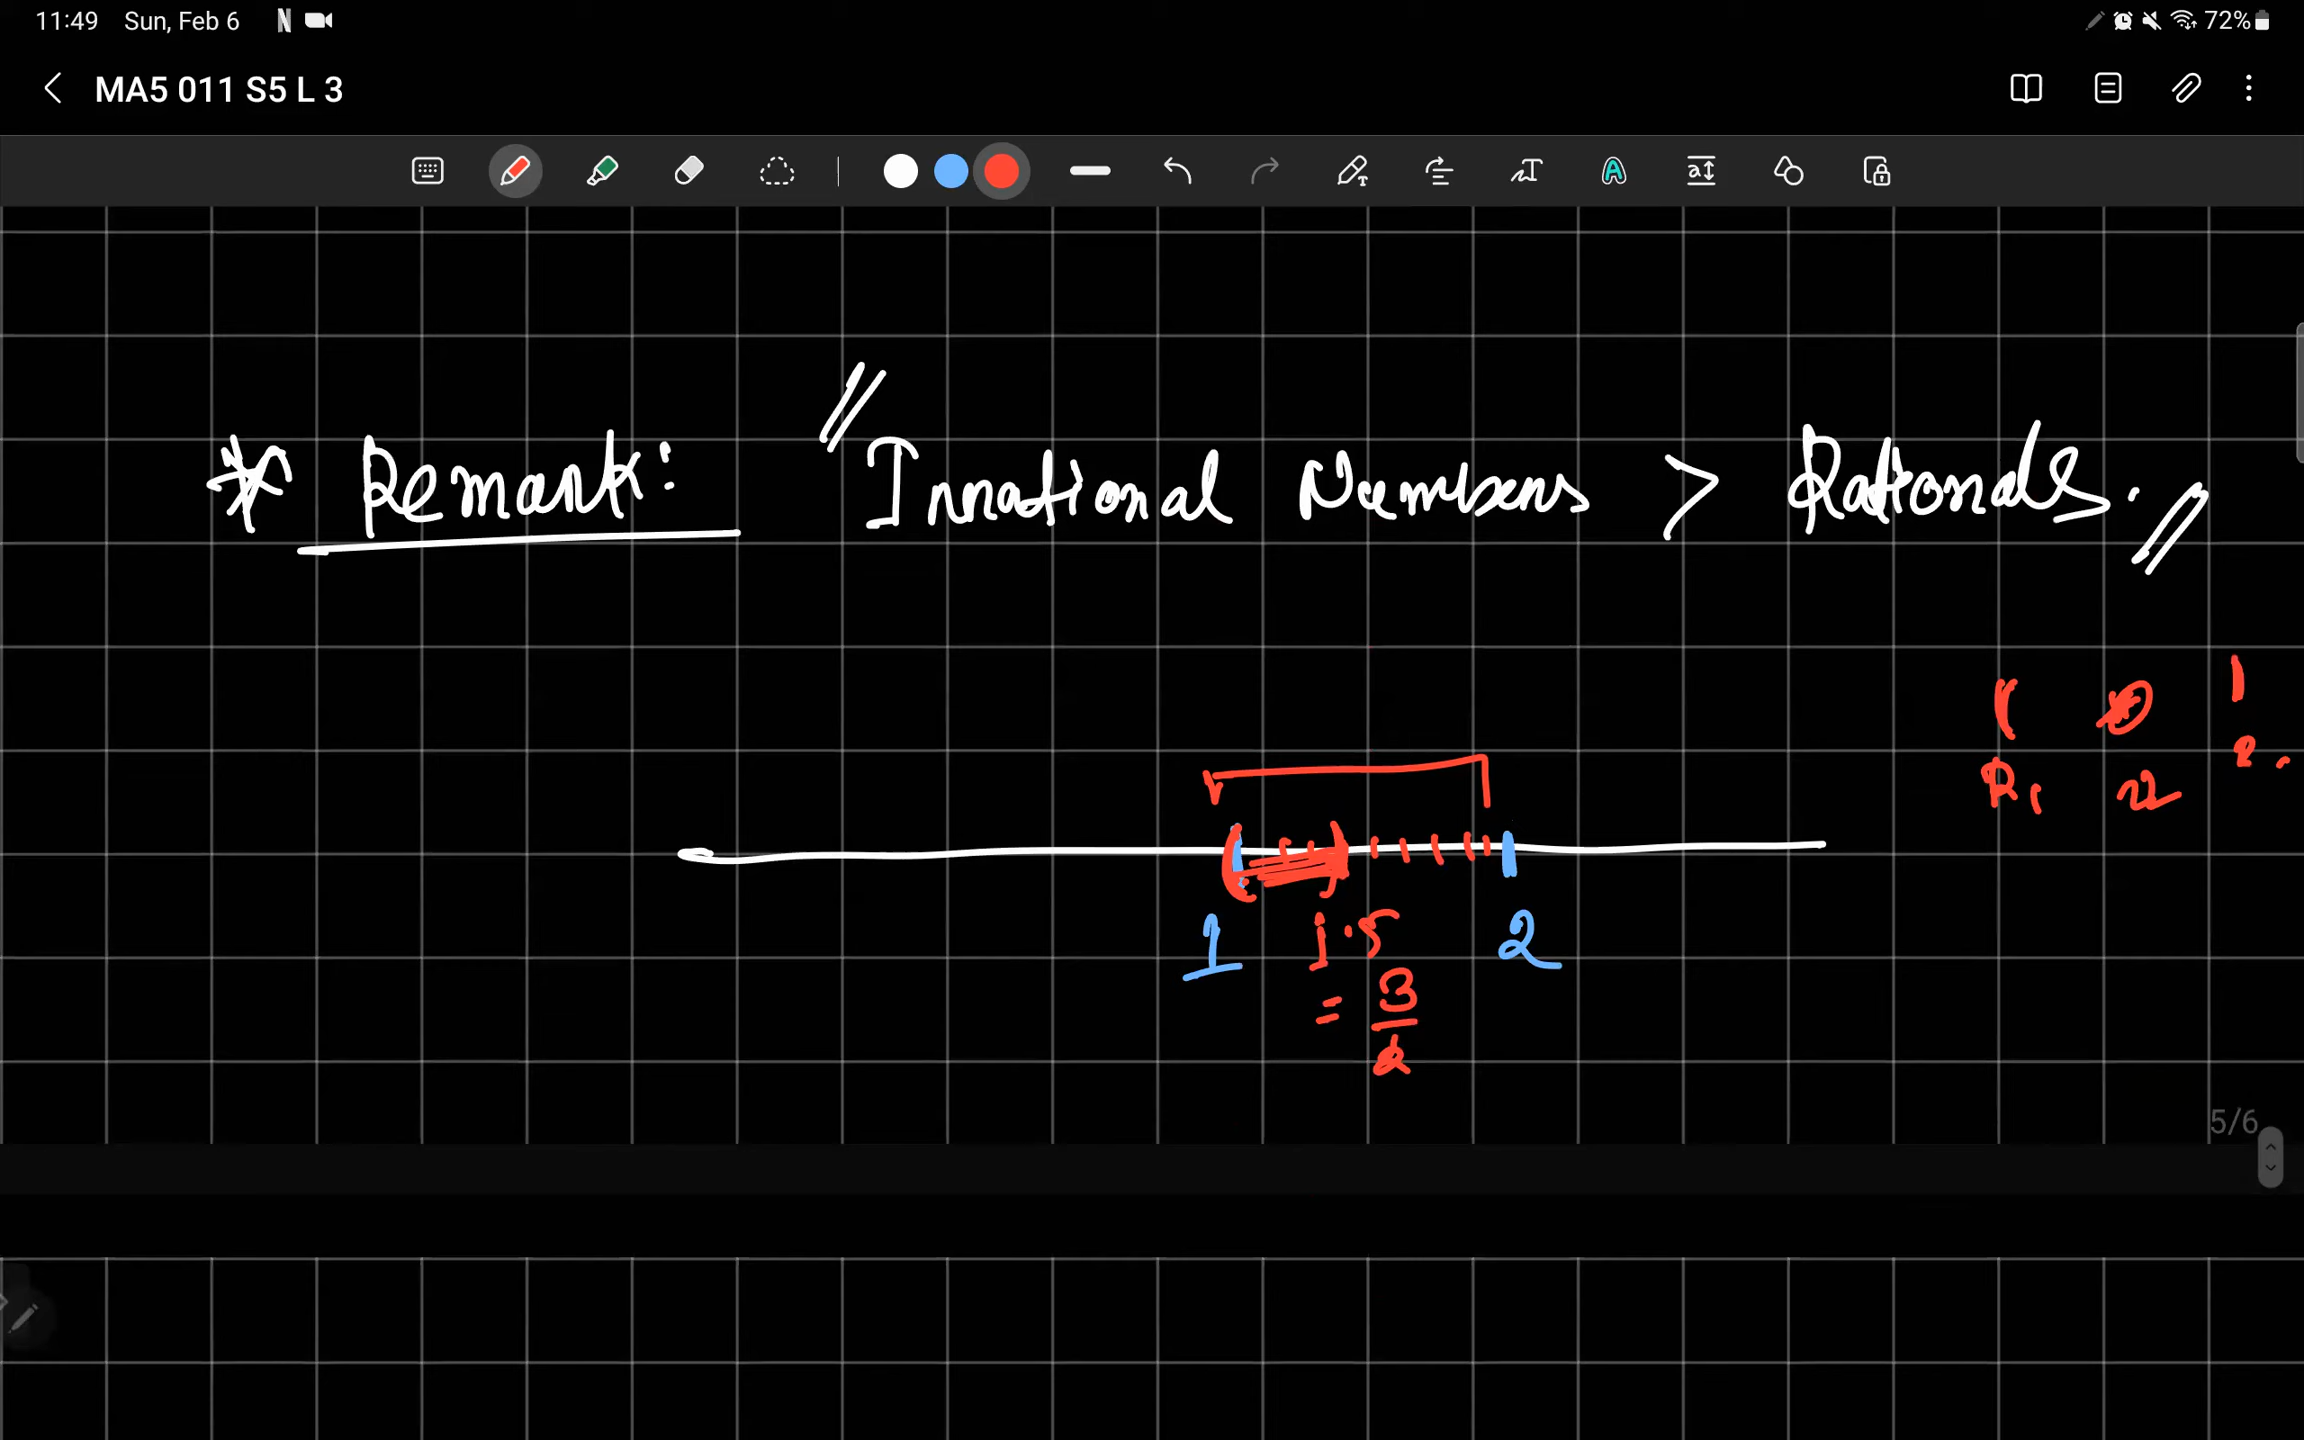 11:49 Sun, Feb 6 N 72%
MA5 011 S5 L 3
* Remark: "Irrational Numbers > Rationals."
1 1.5 2
= 3/2
5/6